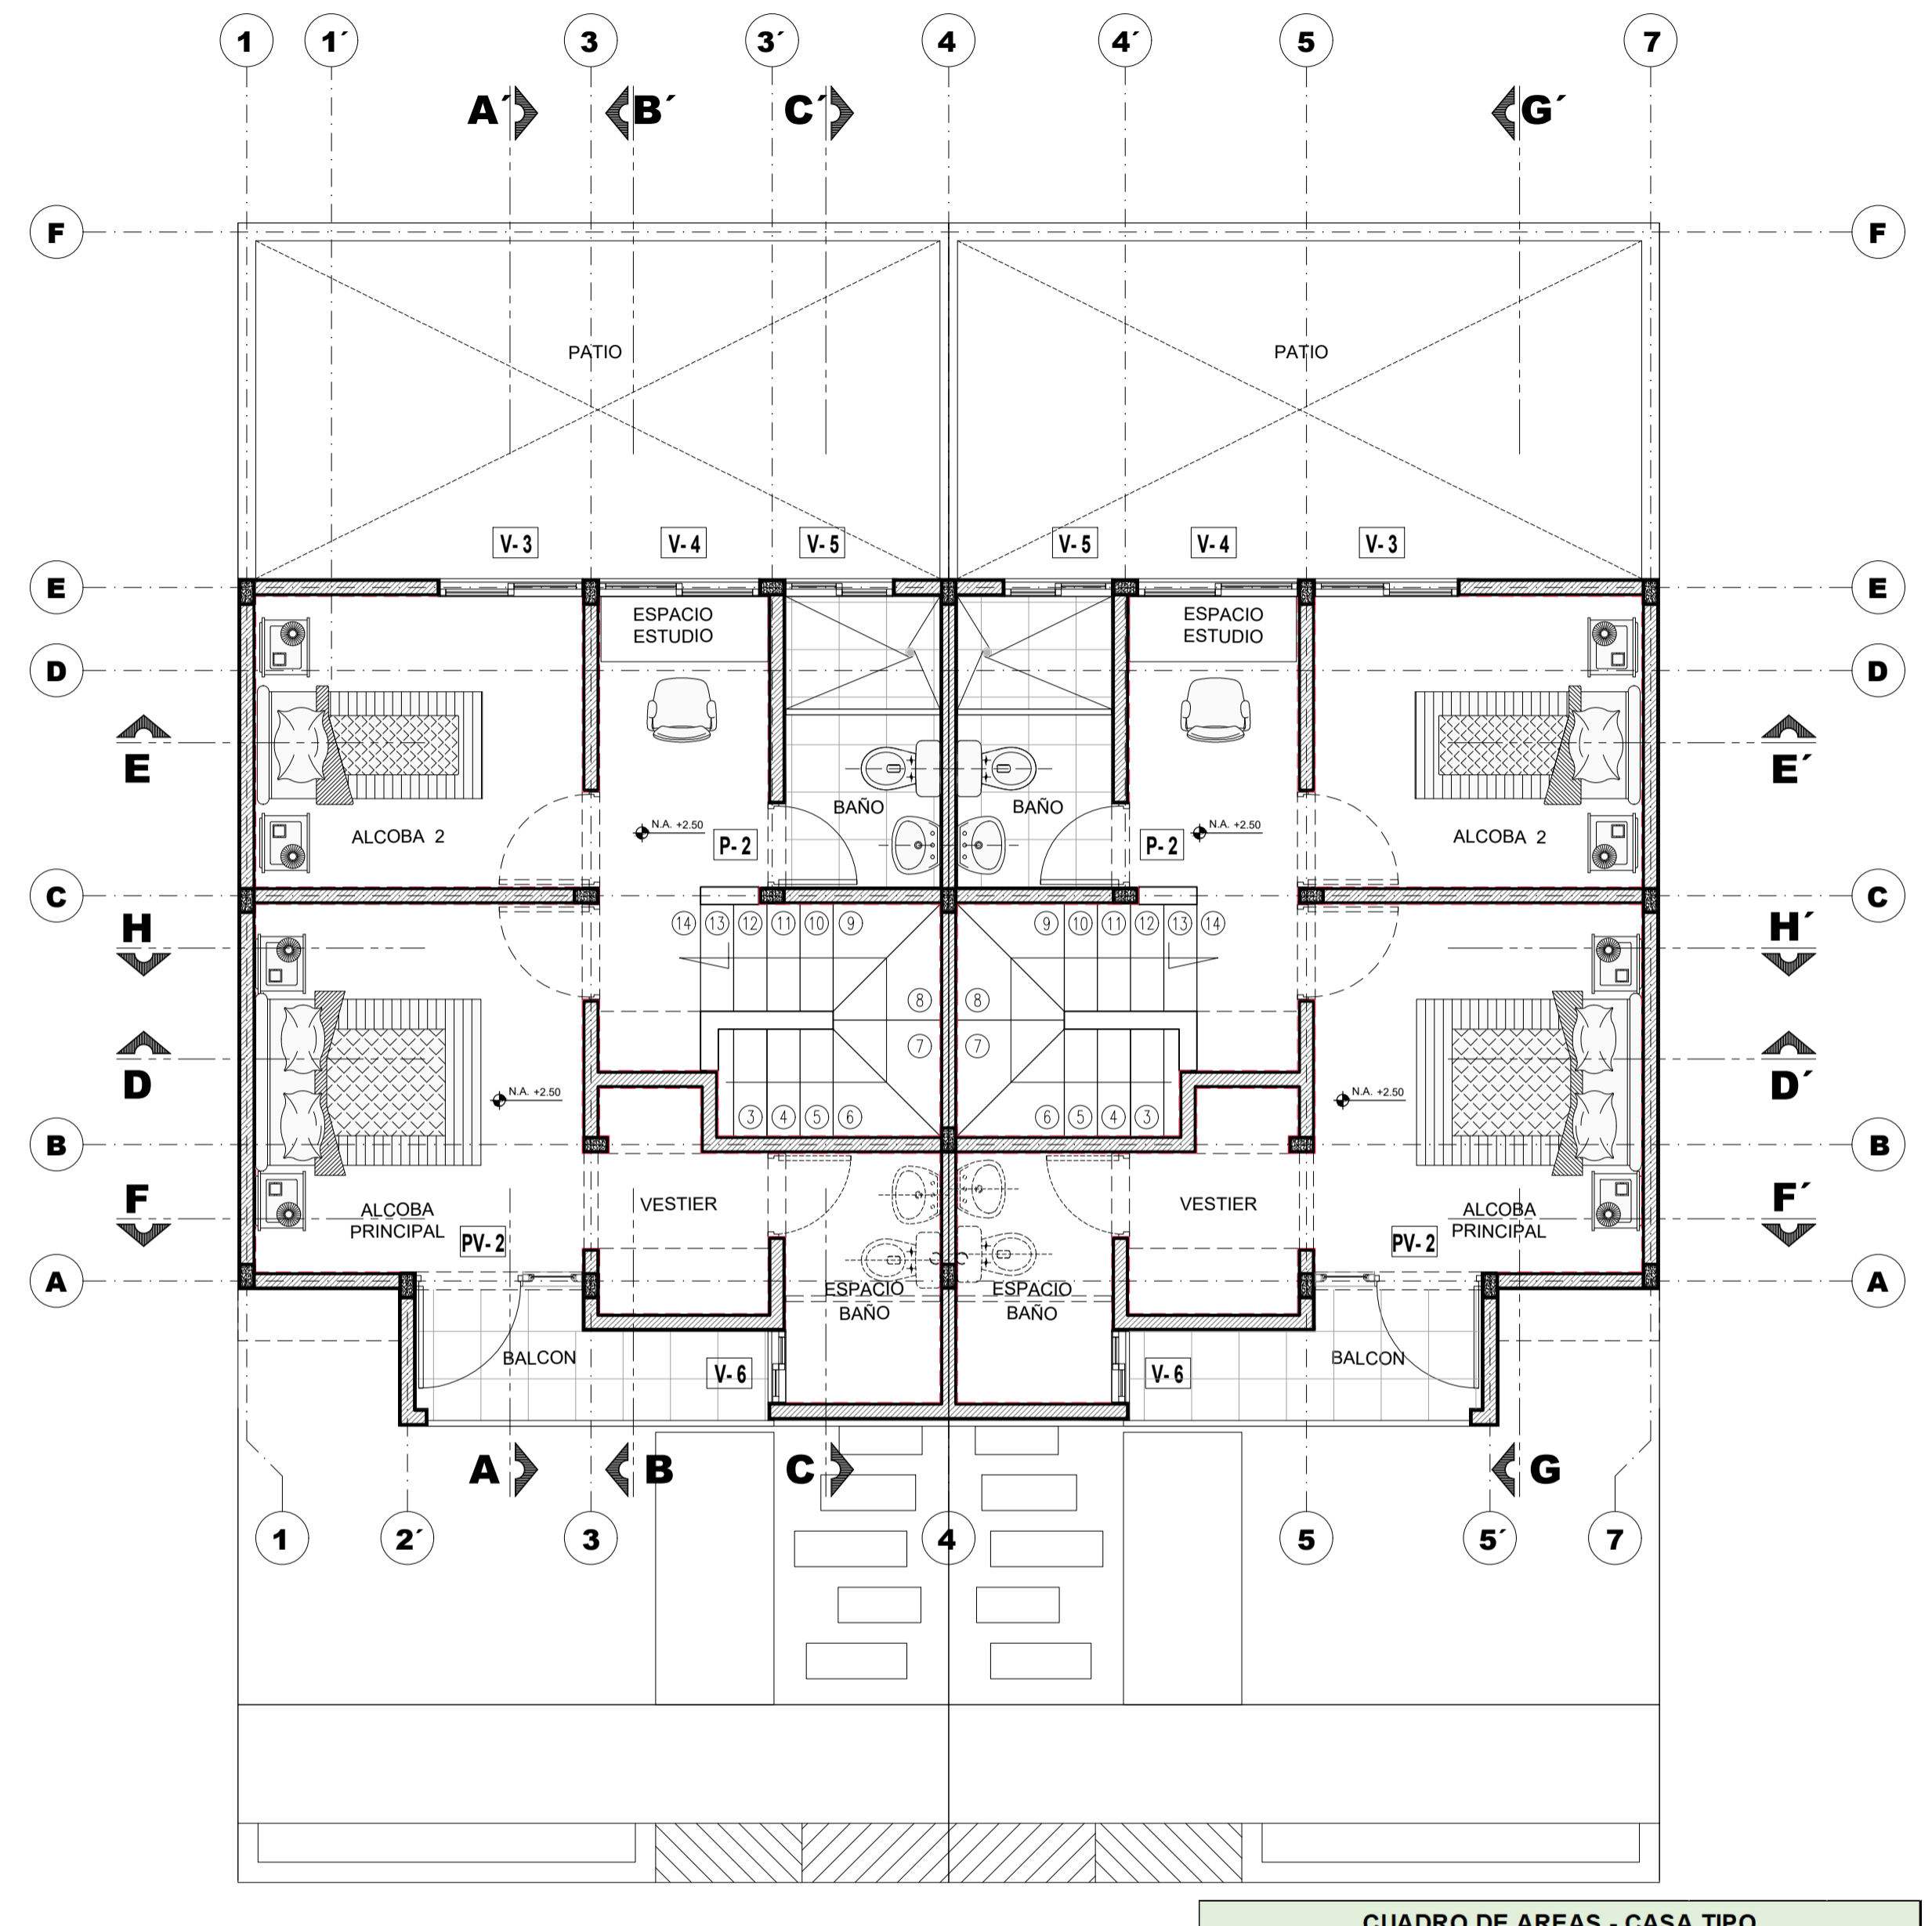 1 1´ 3 3´ 4 4´ 5 7
A´ B´ C´ G´
F F
PATIO PATIO
V- 3 V- 4 V- 5 V- 5 V- 4 V- 3
E E
ESPACIO ESPACIO
ESTUDIO ESTUDIO
D D
E E´
BAÑO BAÑO
N.A. +2.50 N.A. +2.50
ALCOBA 2 ALCOBA 2
P- 2 P- 2
C C
H H´
14 13 12 11 10 9 9 10 11 12 13 14
8 8
7 7
D D´
N.A. +2.50 N.A. +2.50
3 4 5 6 6 5 4 3
B B
F F´
VESTIER VESTIER
ALCOBA ALCOBA
PRINCIPAL PRINCIPAL
PV- 2 PV- 2
A A
ESPACIO ESPACIO
BAÑO BAÑO
BALCON BALCON
V- 6 V- 6
A B C G
1 2´ 3 4 5 5´ 7
CUADRO DE AREAS - CASA TIPO